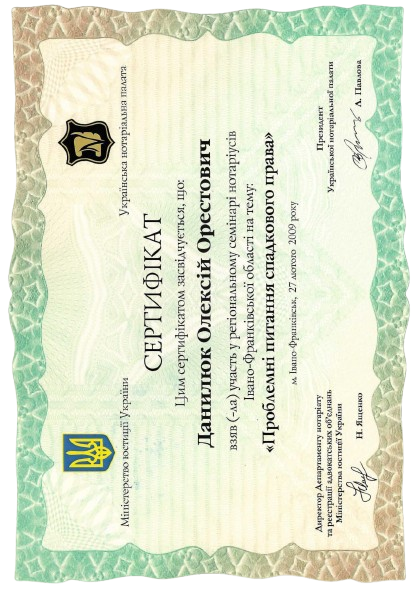 Міністерство юстиції України
Українська нотаріальна палата
СЕРТИФІКАТ
Цим сертифікатом засвідчується, що:
Данилюк Олексій Орестович
взяв (-ла) участь у регіональному семінарі нотаріусів
Івано-Франківської області на тему:
«Проблемні питання спадкового права»
м. Івано-Франківськ, 27 лютого 2009 року
Директор Департаменту нотаріату
та реєстрації адвокатських об'єднань
Міністерства юстиції України
Н. Ященко
Президент
Української нотаріальної палати
Л. Павлова